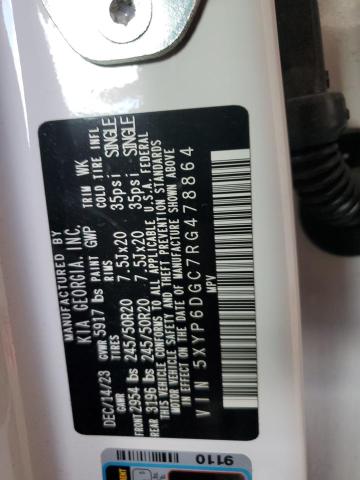 MANUFACTURED BY
KIA GEORGIA, INC.
DEC/14/23 GVWR 5917 lbs PAINT GWP TRIM WK
GAWR RIMS COLD TIRE INFL
FRONT 2954 lbs 245/50R20 7.5Jx20 35psi SINGLE
REAR 3196 lbs 245/50R20 7.5Jx20 35psi SINGLE
THIS VEHICLE CONFORMS TO ALL APPLICABLE U.S.A. FEDERAL
MOTOR VEHICLE SAFETY AND THEFT PREVENTION STANDARDS
IN EFFECT ON THE DATE OF MANUFACTURE SHOWN ABOVE
VIN 5XYP6DGC7RG478864
MPV
9110